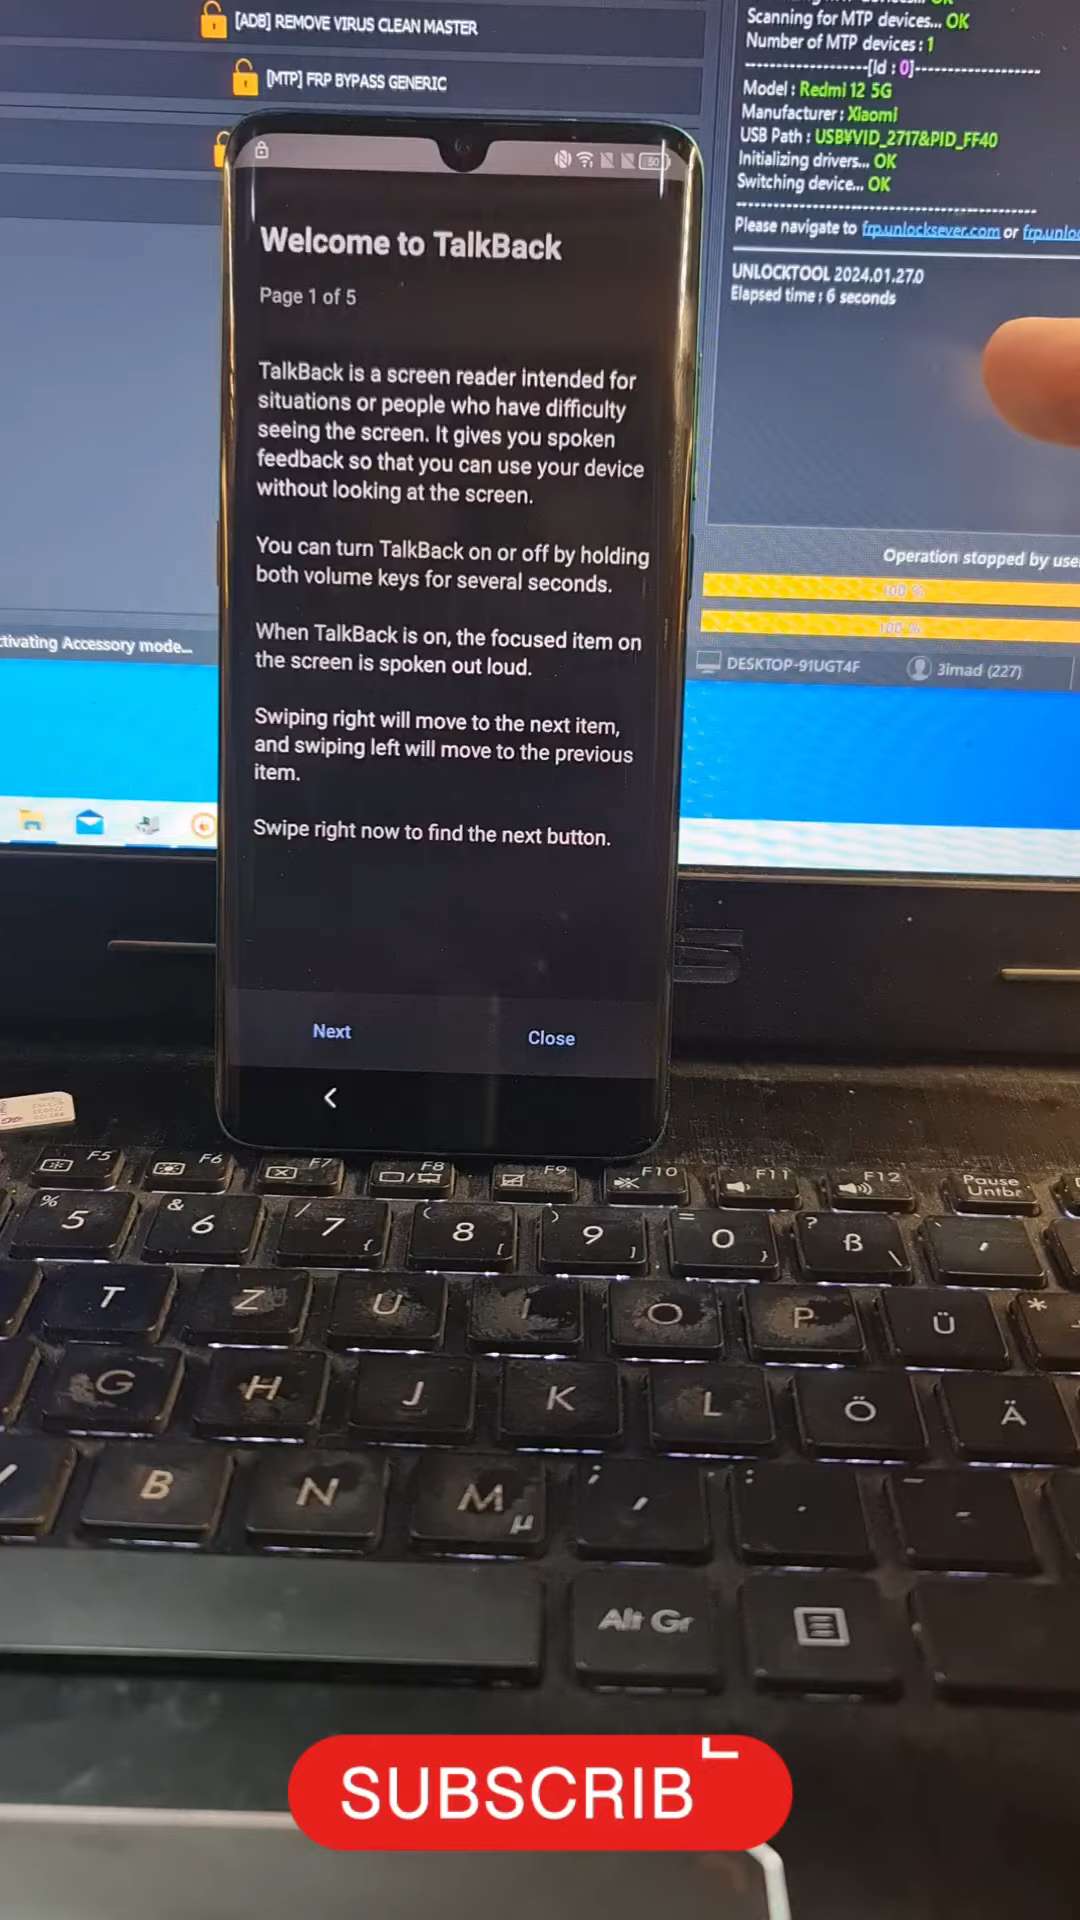 [ADB] REMOVE VIRUS CLEAN MASTER
[MTP] FRP BYPASS GENERIC
Scanning for MTP devices... OK
Number of MTP devices : 1
-------------------[Id : 0]-------------------
Model : Redmi 12 5G
Manufacturer : Xiaomi
USB Path : USB¥VID_2717&PID_FF40
Initializing drivers... OK
Switching device... OK
Please navigate to frp.unlocksever.com or frp.unlo
UNLOCKTOOL 2024.01.27.0
Elapsed time : 6 seconds
Operation stopped by use
100 %
100 %
DESKTOP-91UGT4F
3imad (227)
ctivating Accessory mode...
50
Welcome to TalkBack
Page 1 of 5
TalkBack is a screen reader intended for
situations or people who have difficulty
seeing the screen. It gives you spoken
feedback so that you can use your device
without looking at the screen.
You can turn TalkBack on or off by holding
both volume keys for several seconds.
When TalkBack is on, the focused item on
the screen is spoken out loud.
Swiping right will move to the next item,
and swiping left will move to the previous
item.
Swipe right now to find the next button.
Next
Close
F5 F6 F7 F8 F9 F10 F11 F12 Pause
Untbr
% 5 & 6 / 7 { ( 8 [ ) 9 ] = 0 } ? ß \
T Z U I O P Ü *
G H J K L Ö Ä
B N M µ ; , : . _ -
Alt Gr
SUBSCRIB